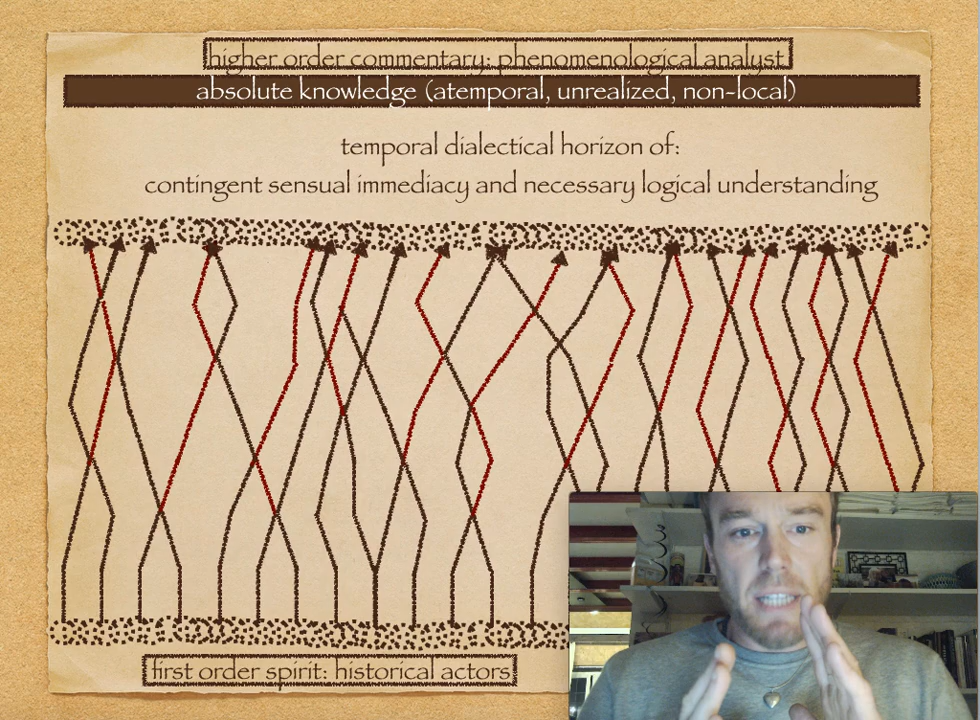 higher order commentary: phenomenological analyst
absolute knowledge (atemporal, unrealized, non-local)
temporal dialectical horizon of:
contingent sensual immediacy and necessary logical understanding
first order spirit: historical actors